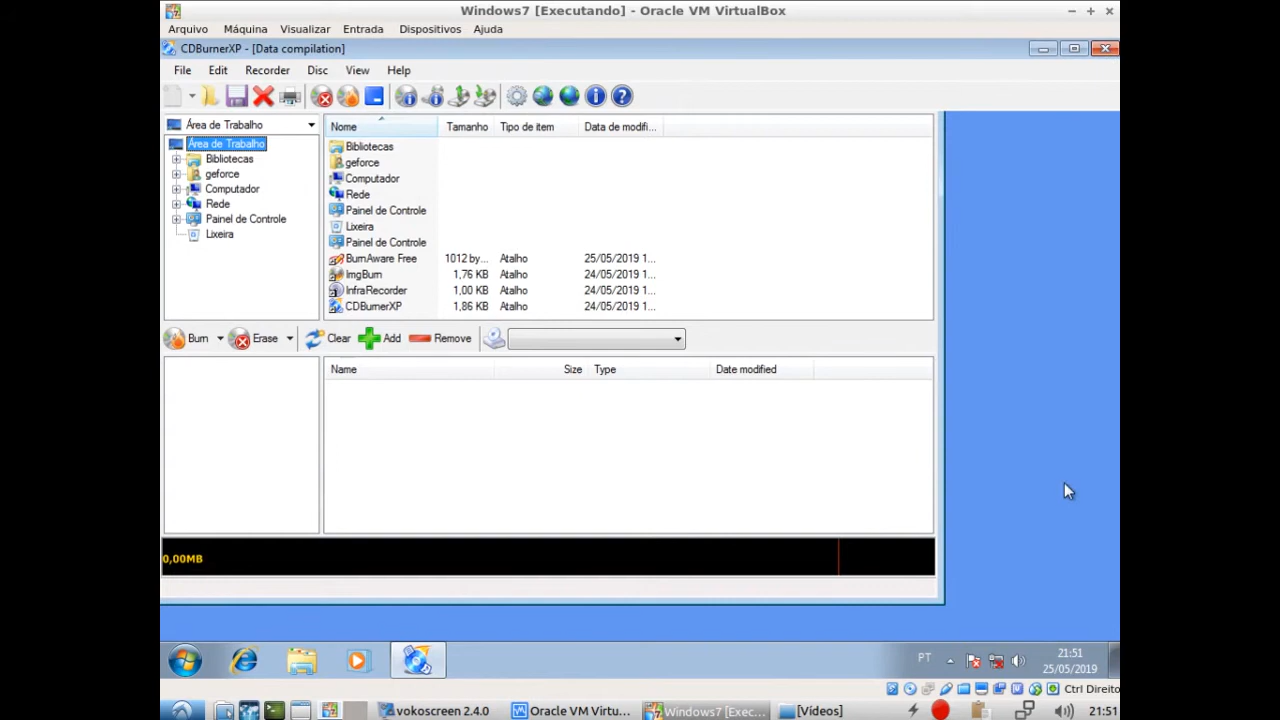 Windows7 [Executando] - Oracle VM VirtualBox
Arquivo Máquina Visualizar Entrada Dispositivos Ajuda
CDBurnerXP - [Data compilation]
File Edit Recorder Disc View Help
Área de Trabalho
Nome Tamanho Tipo de item Data de modifi...
Área de Trabalho
Bibliotecas
geforce
Computador
Rede
Painel de Controle
Lixeira
Bibliotecas
geforce
Computador
Rede
Painel de Controle
Lixeira
Painel de Controle
BurnAware Free 1012 by... Atalho 25/05/2019 1...
ImgBurn 1,76 KB Atalho 24/05/2019 1...
InfraRecorder 1,00 KB Atalho 24/05/2019 1...
CDBurnerXP 1,86 KB Atalho 24/05/2019 1...
Burn Erase Clear Add Remove
Name Size Type Date modified
0,00MB
PT
21:51
25/05/2019
Ctrl Direito
vokoscreen 2.4.0 Oracle VM Virtu... Windows7 [Exec... [Vídeos] 21:51